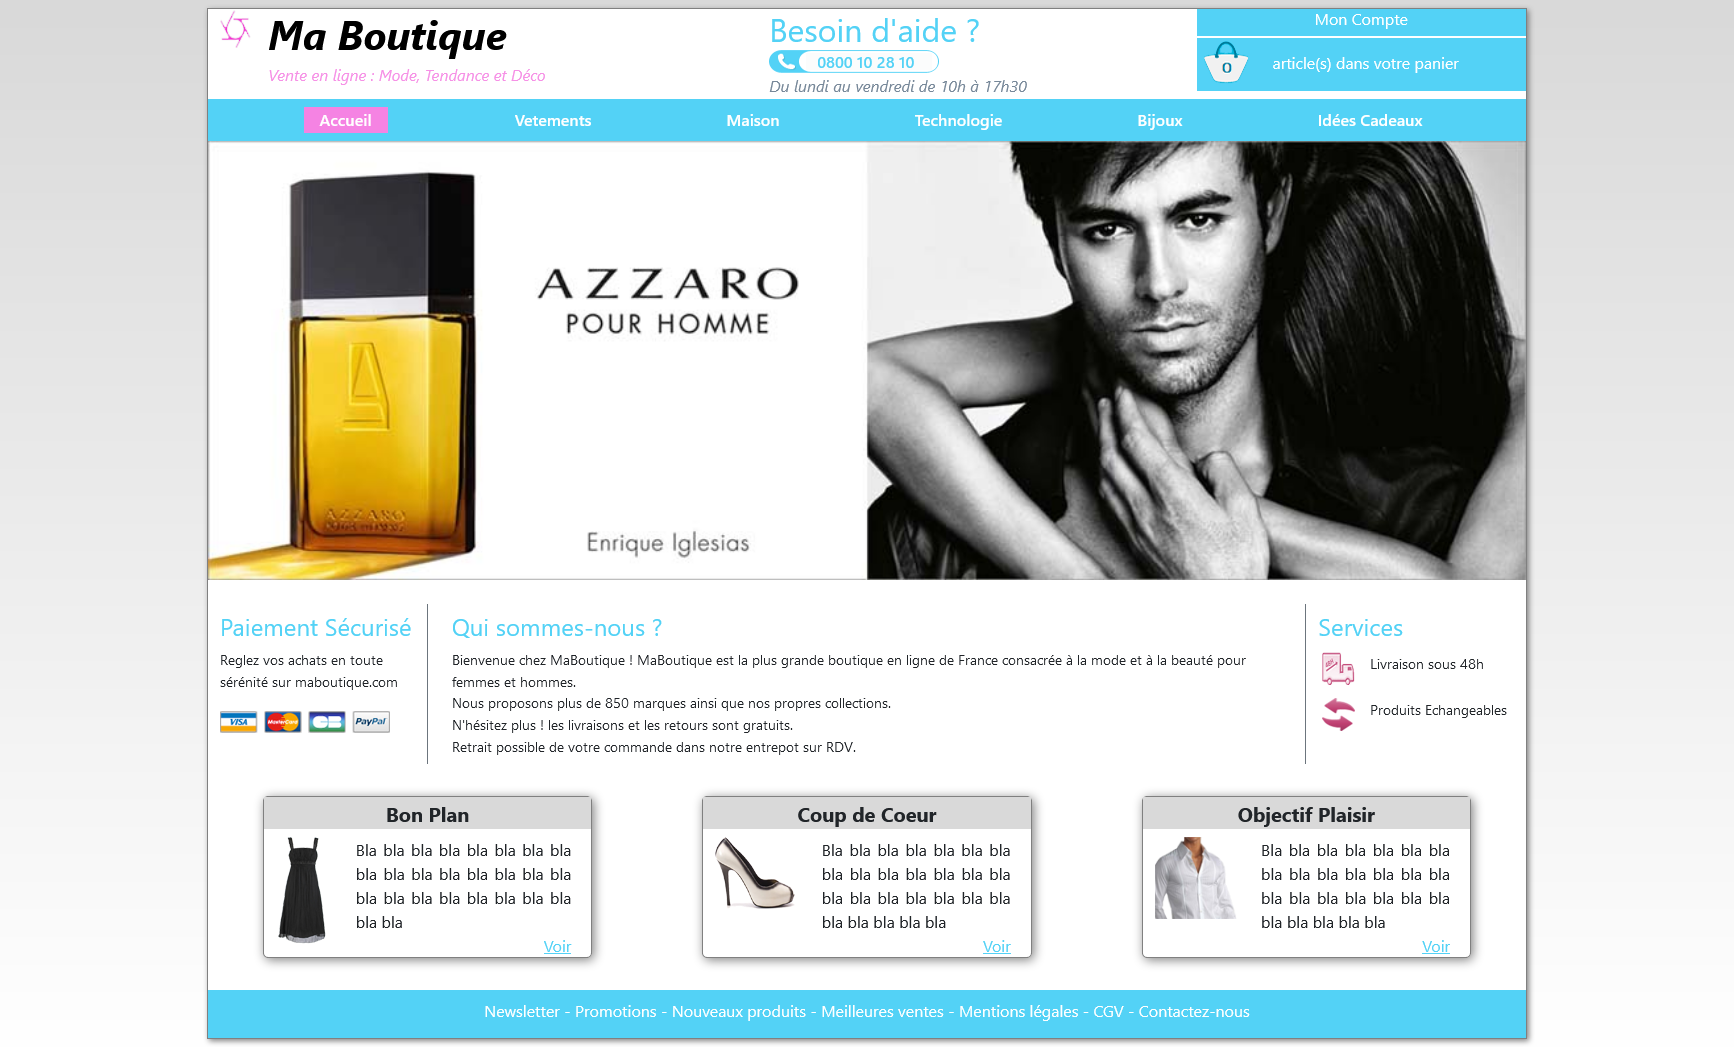 Ma Boutique
Vente en ligne : Mode, Tendance et Déco
Besoin d'aide ?
0800 10 28 10
Du lundi au vendredi de 10h à 17h30
Mon Compte
0 article(s) dans votre panier
Accueil Vetements Maison Technologie Bijoux Idées Cadeaux
AZZARO
POUR HOMME
AZZARO
Enrique Iglesias
Paiement Sécurisé
Reglez vos achats en toute
sérénité sur maboutique.com
VISA MasterCard CB PayPal
Qui sommes-nous ?
Bienvenue chez MaBoutique ! MaBoutique est la plus grande boutique en ligne de France consacrée à la mode et à la beauté pour
femmes et hommes.
Nous proposons plus de 850 marques ainsi que nos propres collections.
N'hésitez plus ! les livraisons et les retours sont gratuits.
Retrait possible de votre commande dans notre entrepot sur RDV.
Services
Livraison sous 48h
Produits Echangeables
Bon Plan
Bla bla bla bla bla bla bla bla
bla bla bla bla bla bla bla bla
bla bla bla bla bla bla bla bla
bla bla
Voir
Coup de Coeur
Bla bla bla bla bla bla bla
bla bla bla bla bla bla bla
bla bla bla bla bla bla bla
bla bla bla bla bla
Voir
Objectif Plaisir
Bla bla bla bla bla bla bla
bla bla bla bla bla bla bla
bla bla bla bla bla bla bla
bla bla bla bla bla
Voir
Newsletter - Promotions - Nouveaux produits - Meilleures ventes - Mentions légales - CGV - Contactez-nous